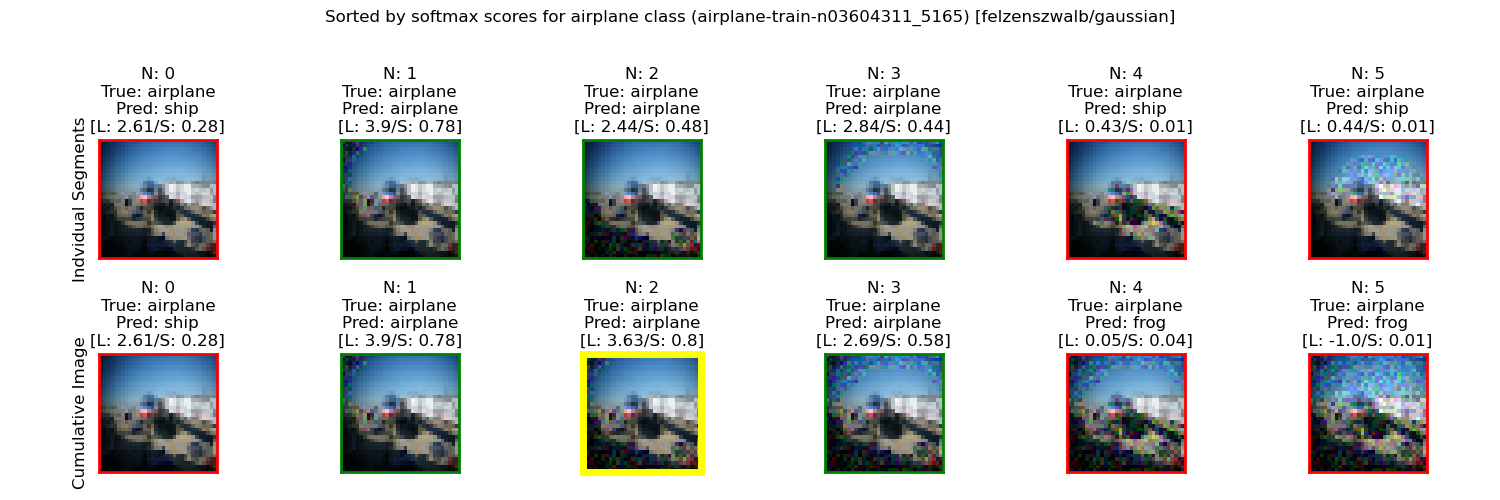 Sorted by softmax scores for airplane class (airplane-train-n03604311_5165) [felzenszwalb/gaussian]
Indvidual Segments
N: 0
True: airplane
Pred: ship
[L: 2.61/S: 0.28]
N: 1
True: airplane
Pred: airplane
[L: 3.9/S: 0.78]
N: 2
True: airplane
Pred: airplane
[L: 2.44/S: 0.48]
N: 3
True: airplane
Pred: airplane
[L: 2.84/S: 0.44]
N: 4
True: airplane
Pred: ship
[L: 0.43/S: 0.01]
N: 5
True: airplane
Pred: ship
[L: 0.44/S: 0.01]
Cumulative Image
N: 0
True: airplane
Pred: ship
[L: 2.61/S: 0.28]
N: 1
True: airplane
Pred: airplane
[L: 3.9/S: 0.78]
N: 2
True: airplane
Pred: airplane
[L: 3.63/S: 0.8]
N: 3
True: airplane
Pred: airplane
[L: 2.69/S: 0.58]
N: 4
True: airplane
Pred: frog
[L: 0.05/S: 0.04]
N: 5
True: airplane
Pred: frog
[L: -1.0/S: 0.01]